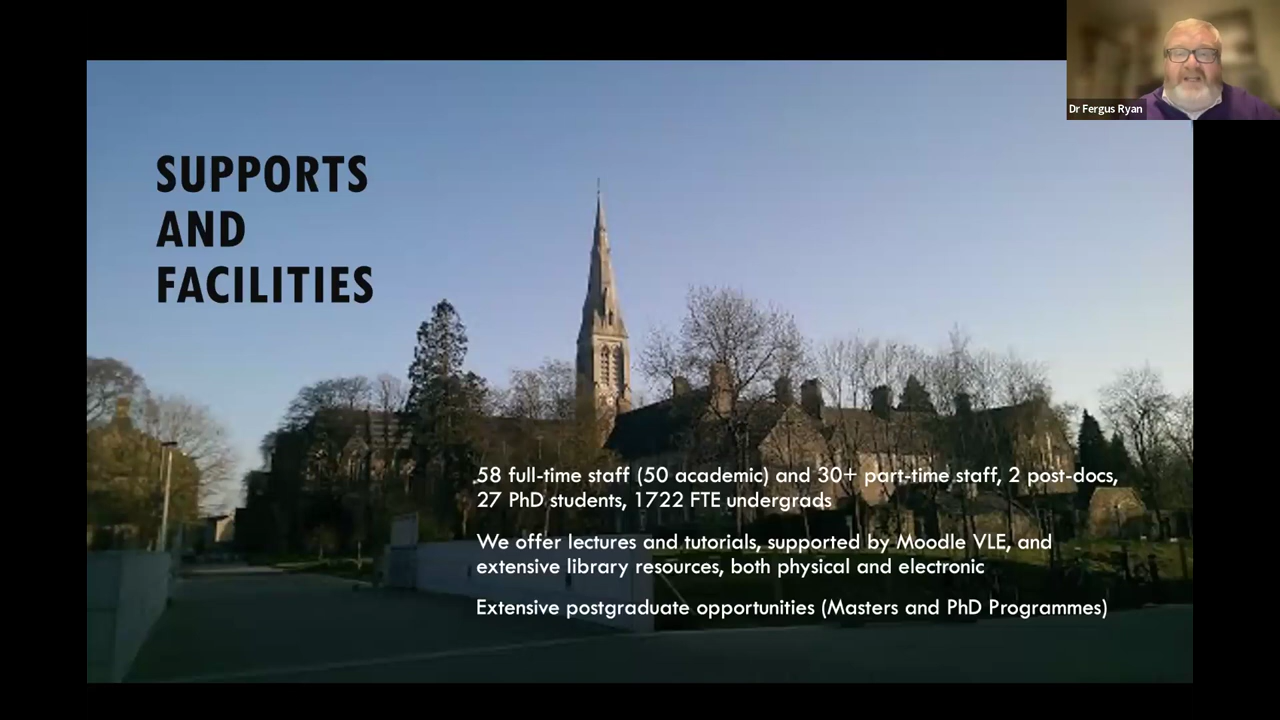 Dr Fergus Ryan
SUPPORTS
AND
FACILITIES
58 full-time staff (50 academic) and 30+ part-time staff, 2 post-docs,
27 PhD students, 1722 FTE undergrads
We offer lectures and tutorials, supported by Moodle VLE, and
extensive library resources, both physical and electronic
Extensive postgraduate opportunities (Masters and PhD Programmes)